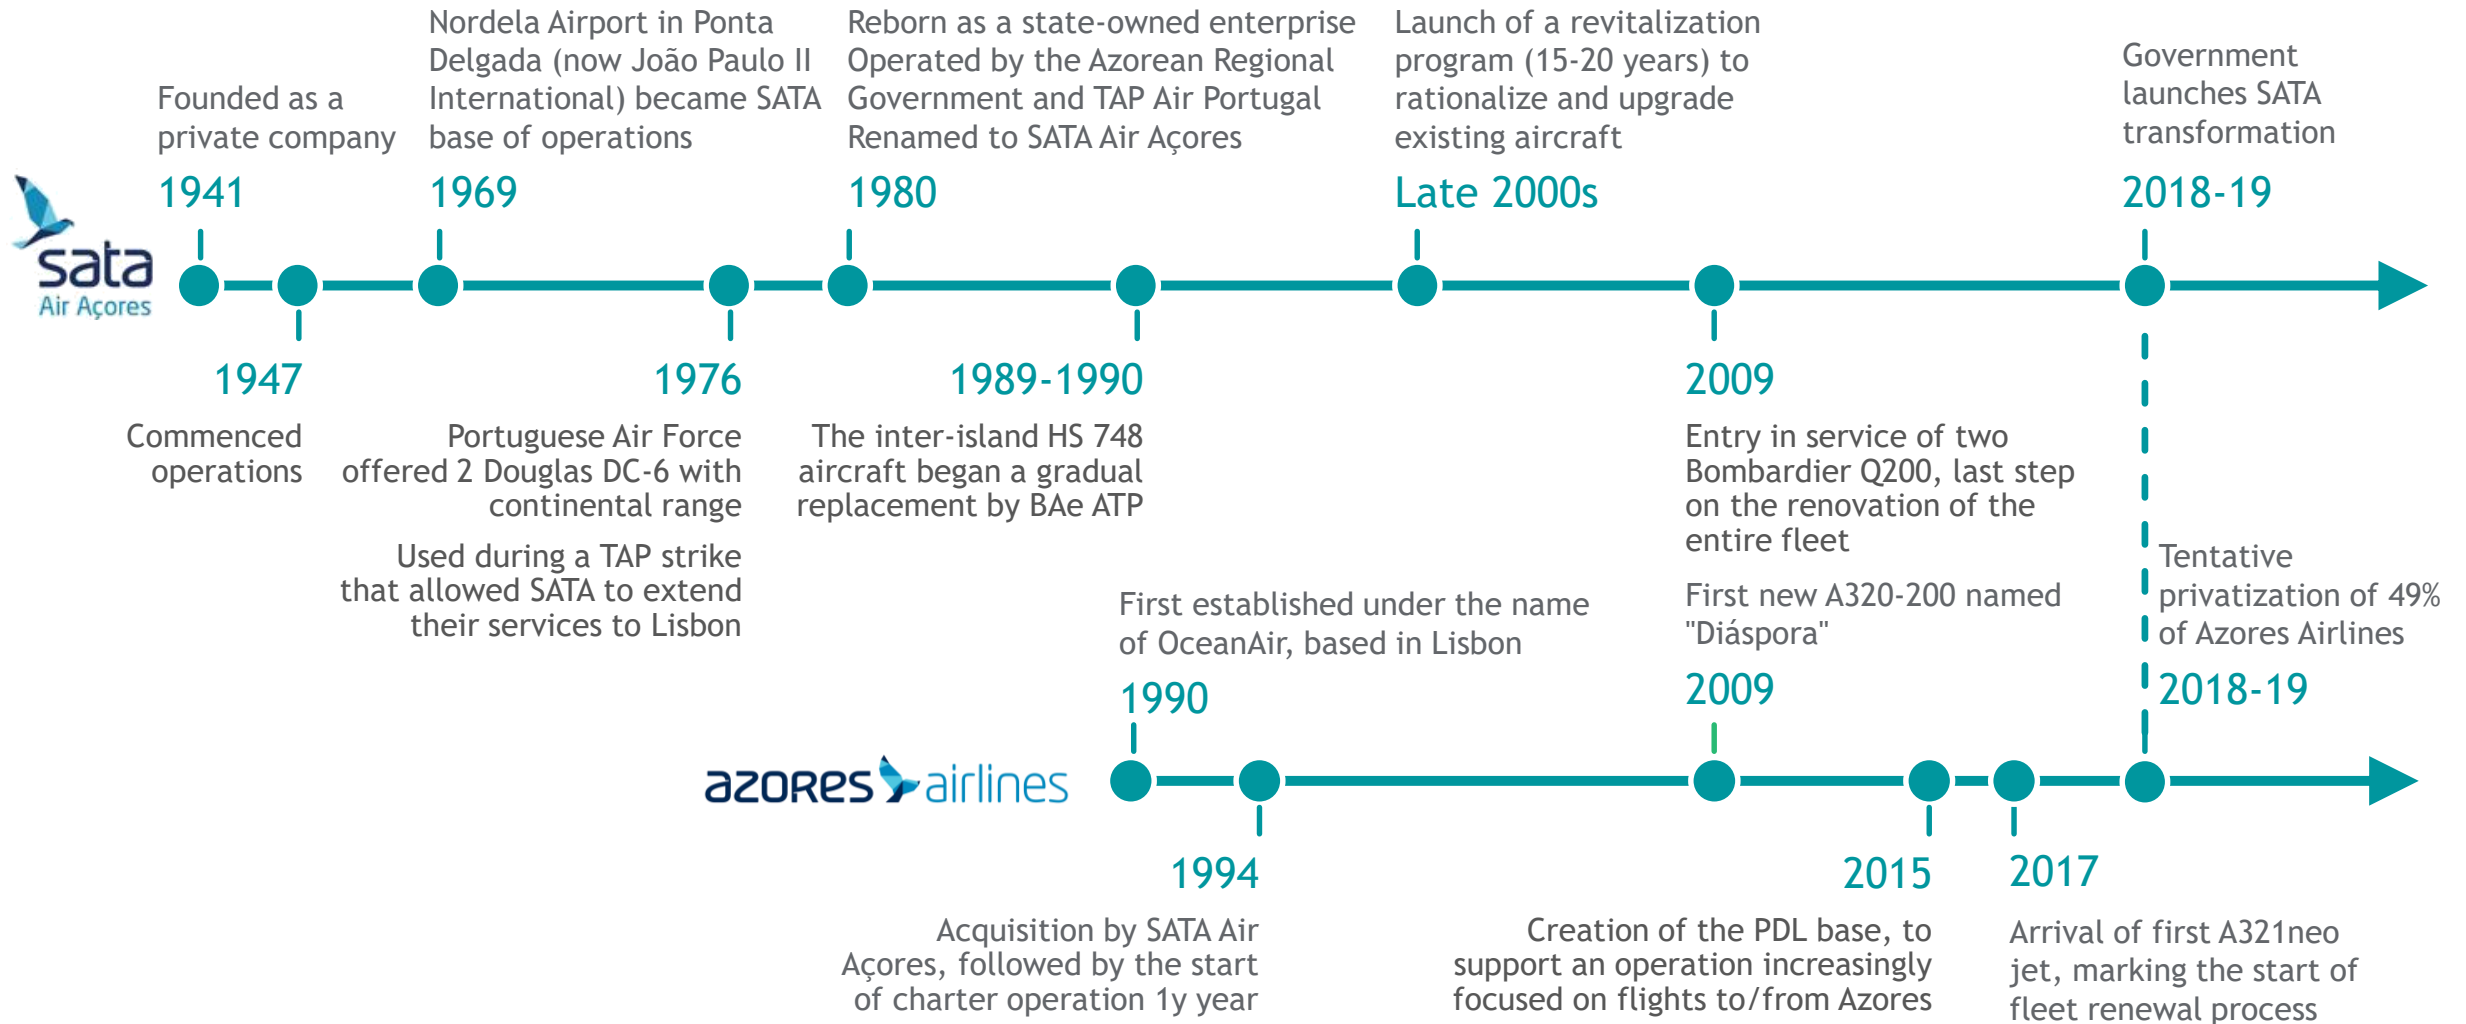 Founded as a
private company
1941
Nordela Airport in Ponta
Delgada (now João Paulo II
International) became SATA
base of operations
1969
Reborn as a state-owned enterprise
Operated by the Azorean Regional
Government and TAP Air Portugal
Renamed to SATA Air Açores
1980
Launch of a revitalization
program (15-20 years) to
rationalize and upgrade
existing aircraft
Late 2000s
Government
launches SATA
transformation
2018-19
sata
Air Açores
1947
Commenced
operations
1976
Portuguese Air Force
offered 2 Douglas DC-6 with
continental range
Used during a TAP strike
that allowed SATA to extend
their services to Lisbon
1989-1990
The inter-island HS 748
aircraft began a gradual
replacement by BAe ATP
2009
Entry in service of two
Bombardier Q200, last step
on the renovation of the
entire fleet
First established under the name
of OceanAir, based in Lisbon
1990
First new A320-200 named
"Diáspora"
2009
Tentative
privatization of 49%
of Azores Airlines
2018-19
azores airlines
1994
Acquisition by SATA Air
Açores, followed by the start
of charter operation 1y year
2015
Creation of the PDL base, to
support an operation increasingly
focused on flights to/from Azores
2017
Arrival of first A321neo
jet, marking the start of
fleet renewal process